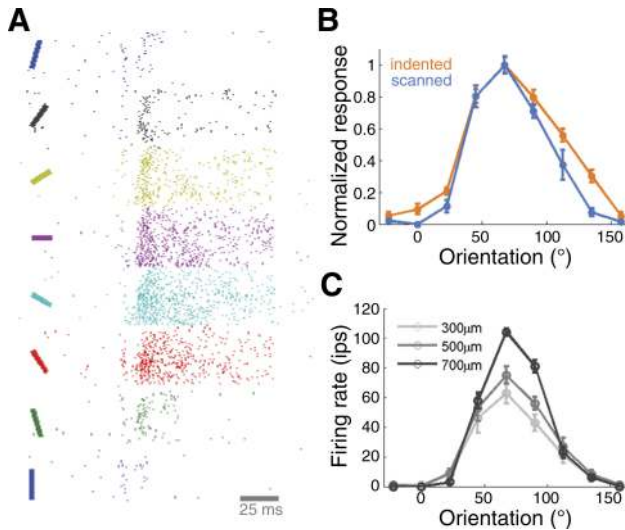 A
25 ms
B
Normalized response
1
0.8
0.6
0.4
0.2
0
indented
scanned
0 50 100 150
Orientation (°)
C
Firing rate (ips)
120
100
80
60
40
20
0
300μm
500μm
700μm
0 50 100 150
Orientation (°)